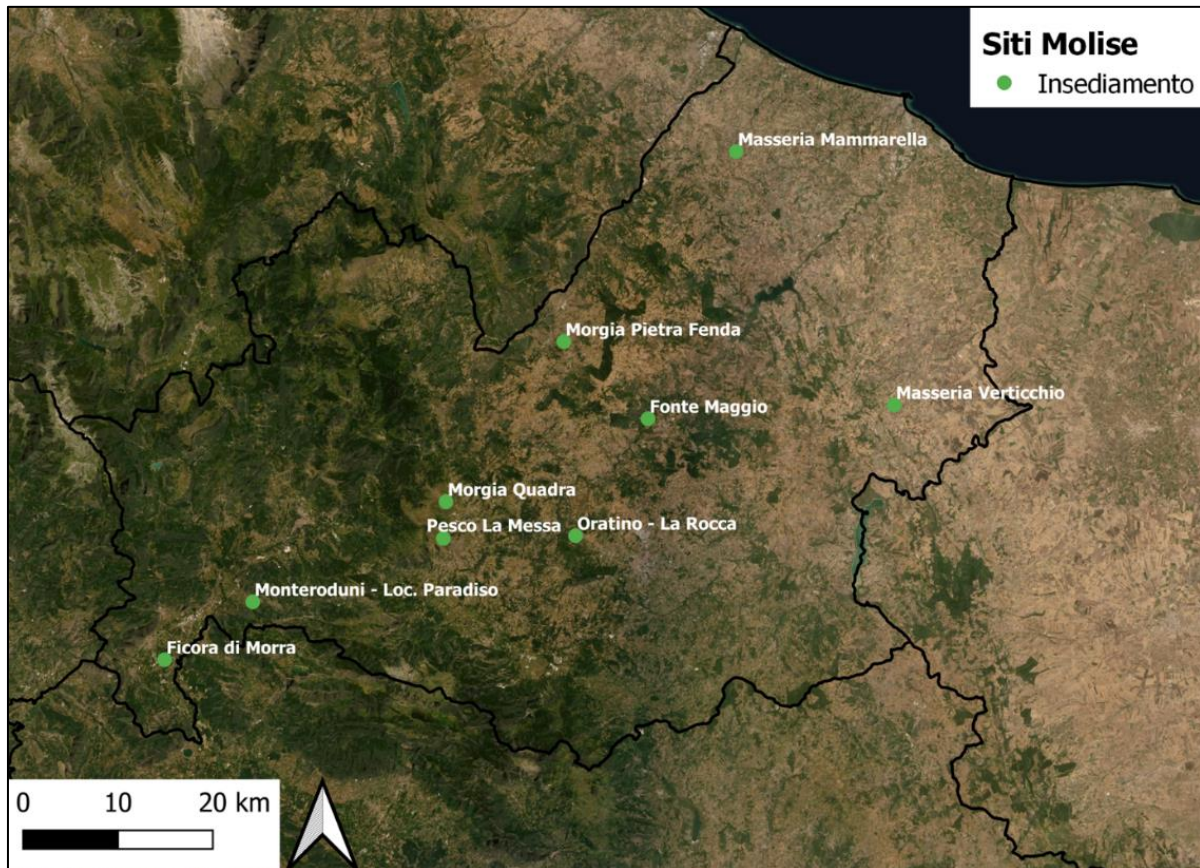 Siti Molise
Insediamento
Masseria Mammarella
Morgia Pietra Fenda
Masseria Verticchio
Fonte Maggio
Morgia Quadra
Pesco La Messa
Oratino - La Rocca
Monteroduni - Loc. Paradiso
Ficora di Morra
0 10 20 km